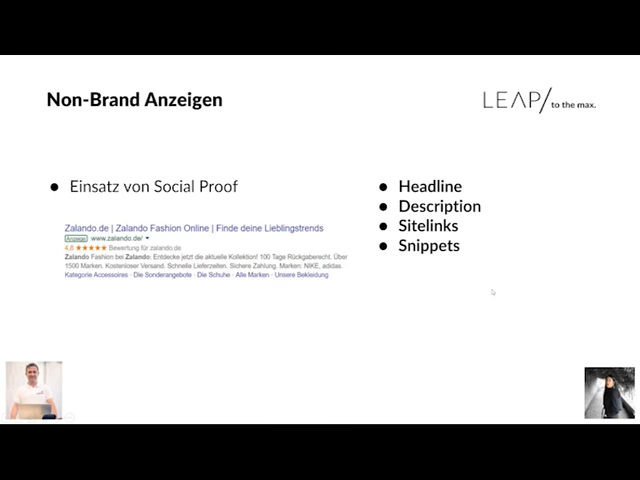 Non-Brand Anzeigen
LEAP/ to the max.
● Einsatz von Social Proof
Zalando.de | Zalando Fashion Online | Finde deine Lieblingstrends
Anzeige www.zalando.de/
4,8 ★★★★★ Bewertung für zalando.de
Zalando Fashion bei Zalando: Entdecke jetzt die aktuelle Kollektion! 100 Tage Rückgaberecht. Über
1500 Marken. Kostenloser Versand. Schnelle Lieferzeiten. Sichere Zahlung. Marken: NIKE, adidas.
Kategorie Accessoires · Die Sonderangebote · Die Schuhe · Alle Marken · Unsere Bekleidung
● Headline
● Description
● Sitelinks
● Snippets